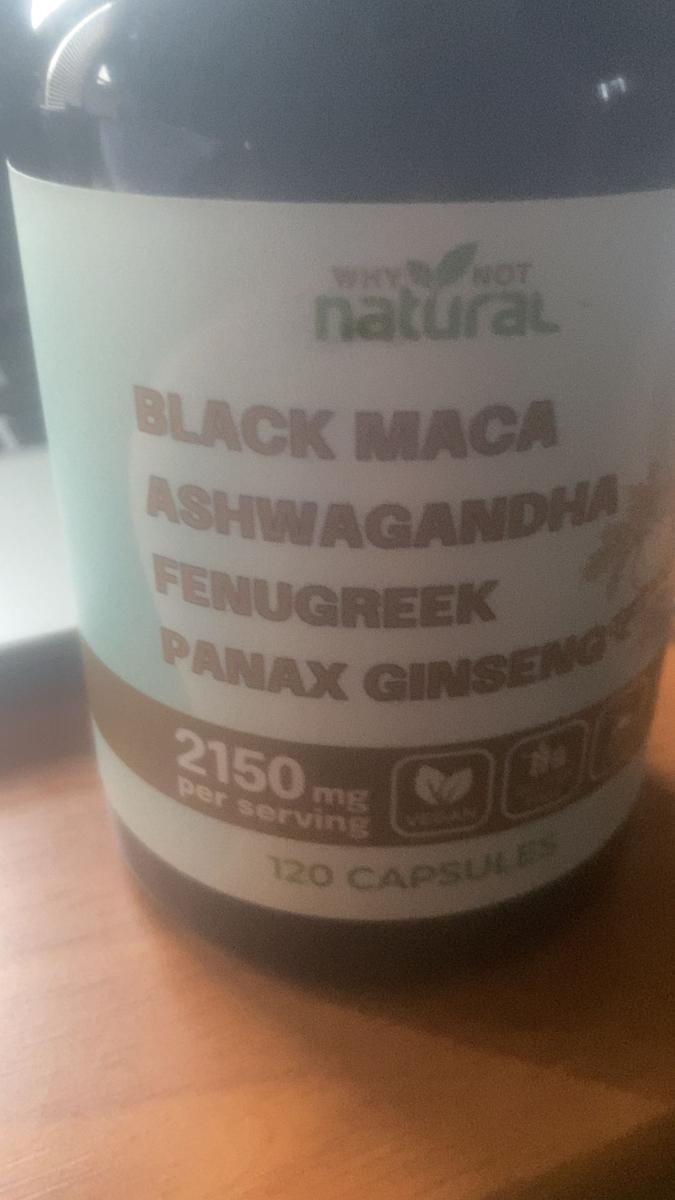 WHY NOT
natural
BLACK MACA
ASHWAGANDHA
FENUGREEK
PANAX GINSENG
2150 mg
per serving
VEGAN
120 CAPSULES